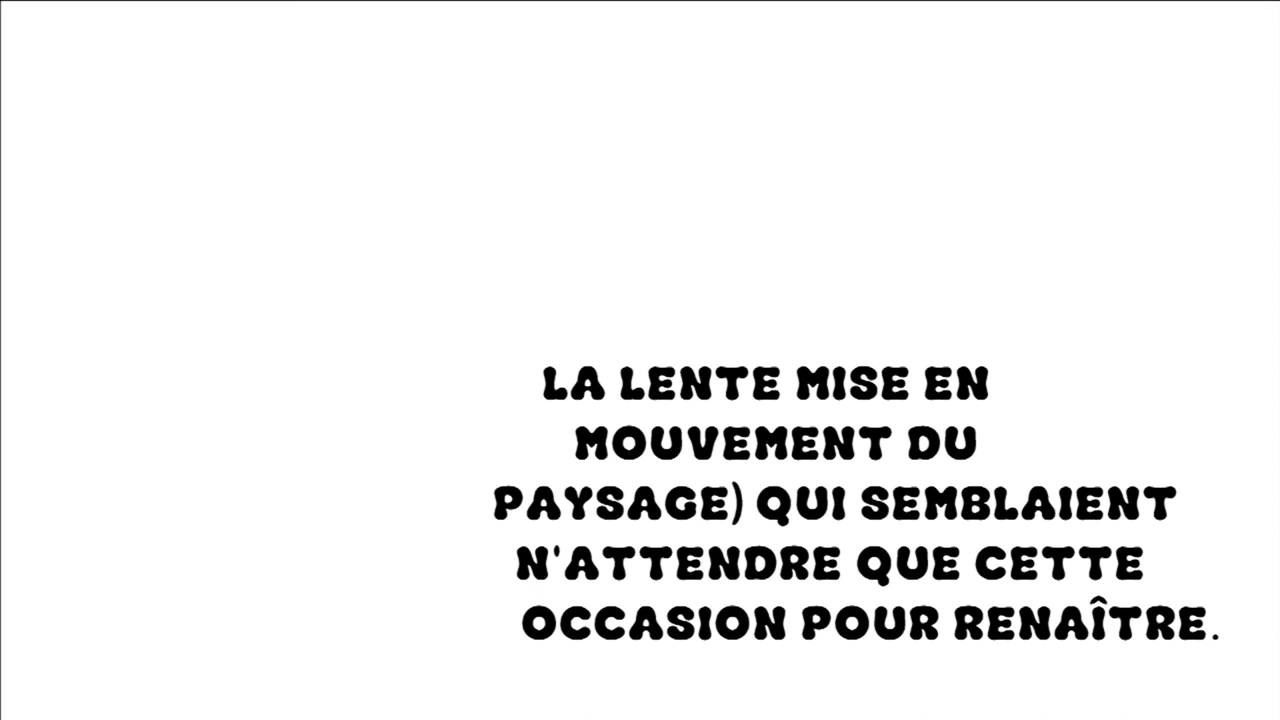 LA LENTE MISE EN
MOUVEMENT DU
PAYSAGE) QUI SEMBLAIENT
N'ATTENDRE QUE CETTE
OCCASION POUR RENAÎTRE.